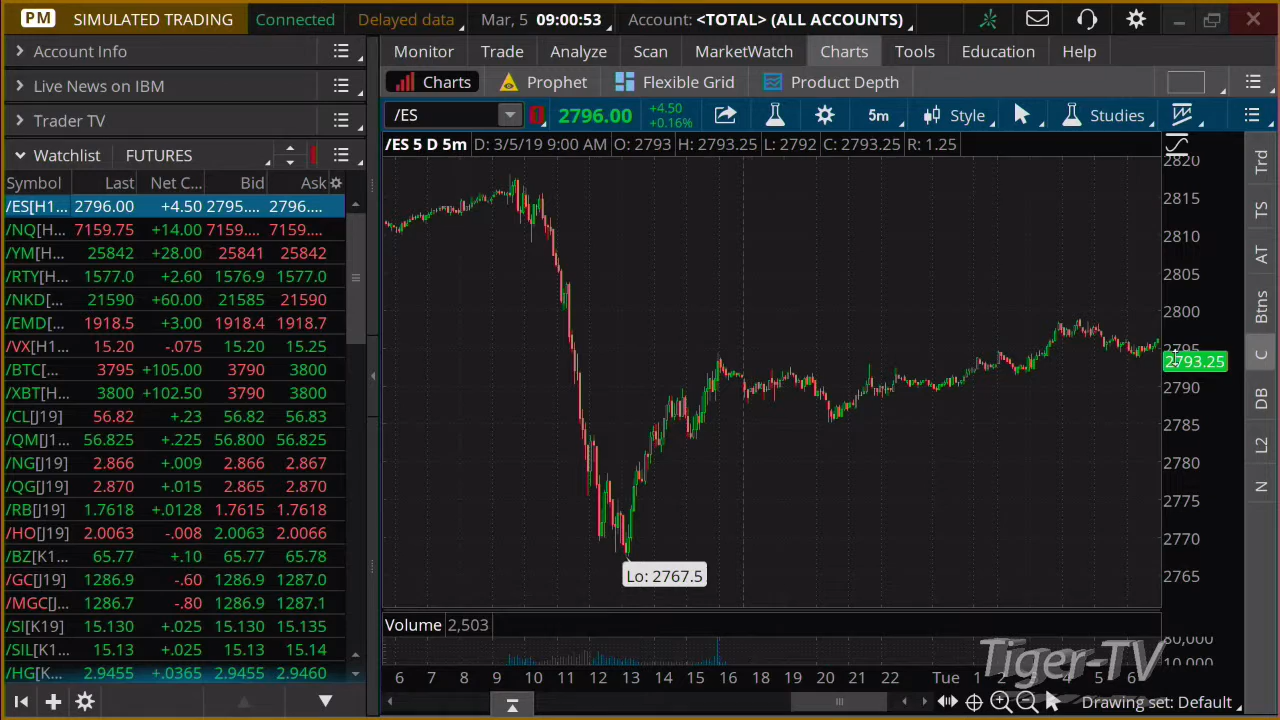 PM SIMULATED TRADING Connected Delayed data Mar, 5 09:00:53 Account: <TOTAL> (ALL ACCOUNTS)
Account Info
Live News on IBM
Trader TV
Watchlist FUTURES
Symbol Last Net C... Bid Ask
/ES[H1... 2796.00 +4.50 2795.... 2796....
/NQ[H... 7159.75 +14.00 7159.... 7159....
/YM[H... 25842 +28.00 25841 25842
/RTY[H... 1577.0 +2.60 1576.9 1577.0
/NKD[... 21590 +60.00 21585 21590
/EMD[... 1918.5 +3.00 1918.4 1918.7
/VX[H1... 15.20 -.075 15.20 15.25
/BTC[... 3795 +105.00 3790 3800
/XBT[... 3800 +102.50 3790 3800
/CL[J19] 56.82 +.23 56.82 56.83
/QM[J1... 56.825 +.225 56.800 56.825
/NG[J19] 2.866 +.009 2.866 2.867
/QG[J19] 2.870 +.015 2.865 2.870
/RB[J19] 1.7618 +.0128 1.7615 1.7618
/HO[J19] 2.0063 -.008 2.0063 2.0066
/BZ[K1... 65.77 +.10 65.77 65.78
/GC[J19] 1286.9 -.60 1286.9 1287.0
/MGC[... 1286.7 -.80 1286.9 1287.1
/SI[K19] 15.130 +.025 15.130 15.135
/SIL[K1... 15.13 +.025 15.13 15.14
/HG[K... 2.9455 +.0365 2.9455 2.9460
Monitor Trade Analyze Scan MarketWatch Charts Tools Education Help
Charts Prophet Flexible Grid Product Depth
/ES 2796.00 +4.50 5m Style Studies
+0.16%
/ES 5 D 5m D: 3/5/19 9:00 AM O: 2793 H: 2793.25 L: 2792 C: 2793.25 R: 1.25
2820
2815
2810
2805
2800
2795
2793.25
2790
2785
2780
2775
2770
2765
Lo: 2767.5
Trd
TS
AT
Btns
C
DB
L2
N
Volume 2,503
80,000
10,000
Tiger-TV
6 7 8 9 10 11 12 13 14 15 16 17 18 19 20 21 22 Tue 1 2 3 4 5 6
Drawing set: Default